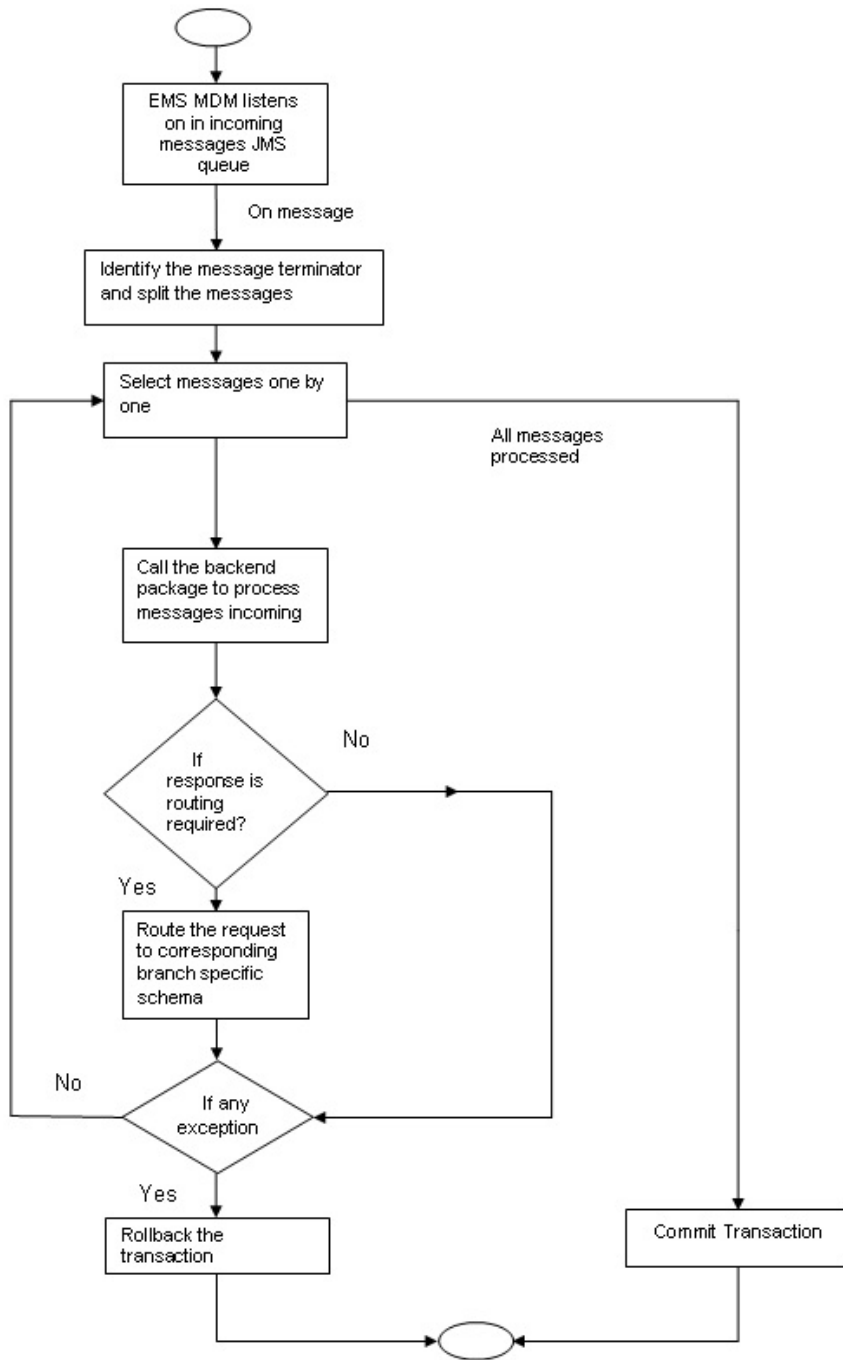 EMS MDM listens
on in incoming
messages JMS
queue
On message
Identify the message terminator
and split the messages
Select messages one by
one
All messages
processed
Call the backend
package to process
messages incoming
If
response is
routing
required?
No
Yes
Route the request
to corresponding
branch specific
schema
No
If any
exception
Yes
Rollback the
transaction
Commit Transaction